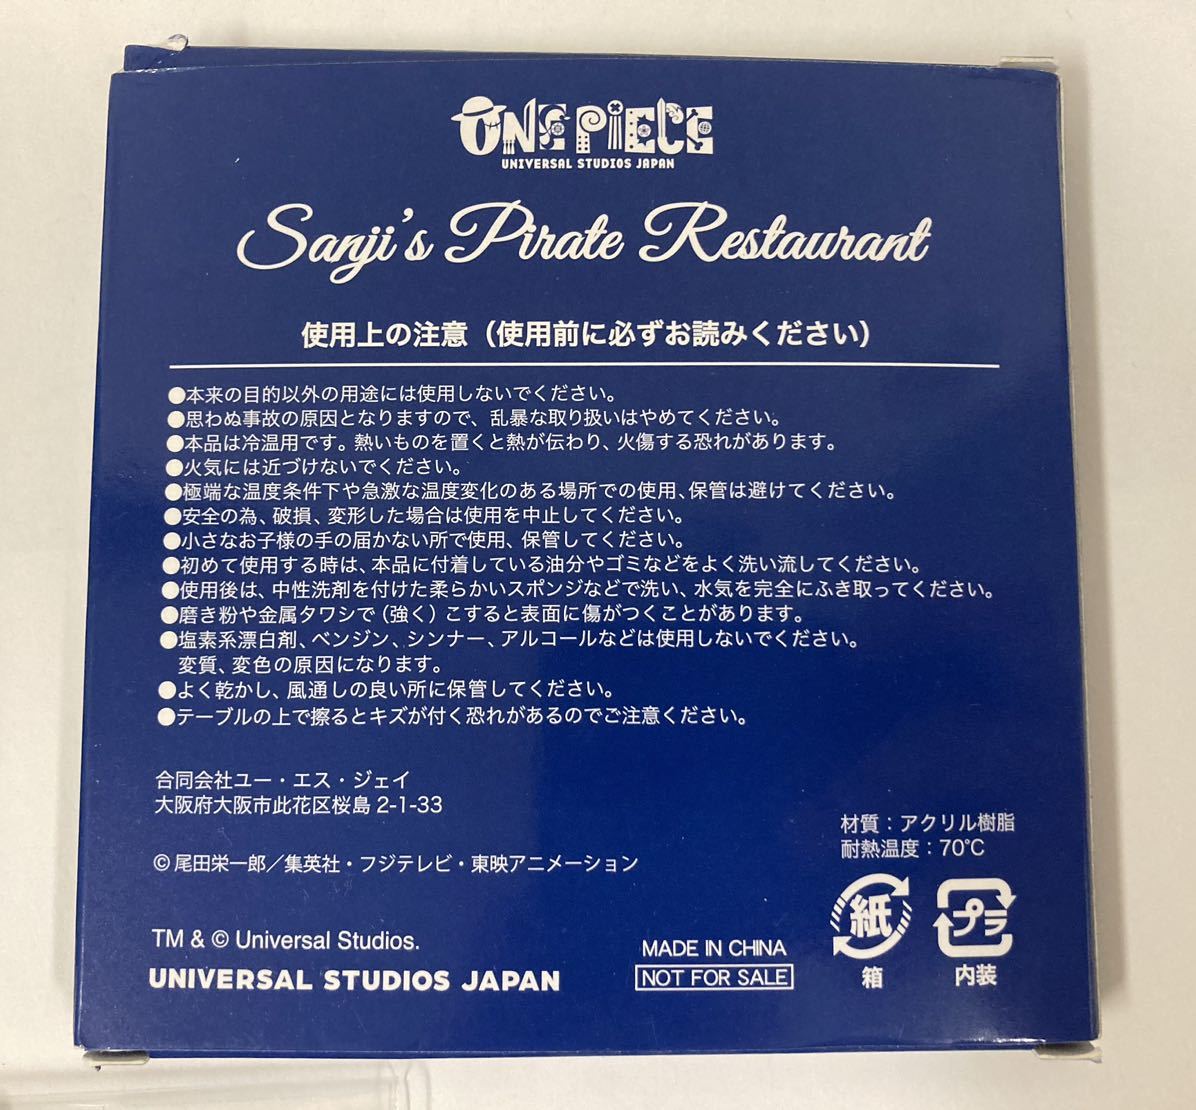 ONE PIECE
UNIVERSAL STUDIOS JAPAN
Sanji's Pirate Restaurant
使用上の注意（使用前に必ずお読みください）
●本来の目的以外の用途には使用しないでください。
●思わぬ事故の原因となりますので、乱暴な取り扱いはやめてください。
●本品は冷温用です。熱いものを置くと熱が伝わり、火傷する恐れがあります。
●火気には近づけないでください。
●極端な温度条件下や急激な温度変化のある場所での使用、保管は避けてください。
●安全の為、破損、変形した場合は使用を中止してください。
●小さなお子様の手の届かない所で使用、保管してください。
●初めて使用する時は、本品に付着している油分やゴミなどをよく洗い流してください。
●使用後は、中性洗剤を付けた柔らかいスポンジなどで洗い、水気を完全にふき取ってください。
●磨き粉や金属タワシで（強く）こすると表面に傷がつくことがあります。
●塩素系漂白剤、ベンジン、シンナー、アルコールなどは使用しないでください。
変質、変色の原因になります。
●よく乾かし、風通しの良い所に保管してください。
●テーブルの上で擦るとキズが付く恐れがあるのでご注意ください。
合同会社ユー・エス・ジェイ
大阪府大阪市此花区桜島 2-1-33
材質：アクリル樹脂
耐熱温度：70℃
© 尾田栄一郎／集英社・フジテレビ・東映アニメーション
紙
箱
プラ
内装
TM & © Universal Studios.
UNIVERSAL STUDIOS JAPAN
MADE IN CHINA
NOT FOR SALE